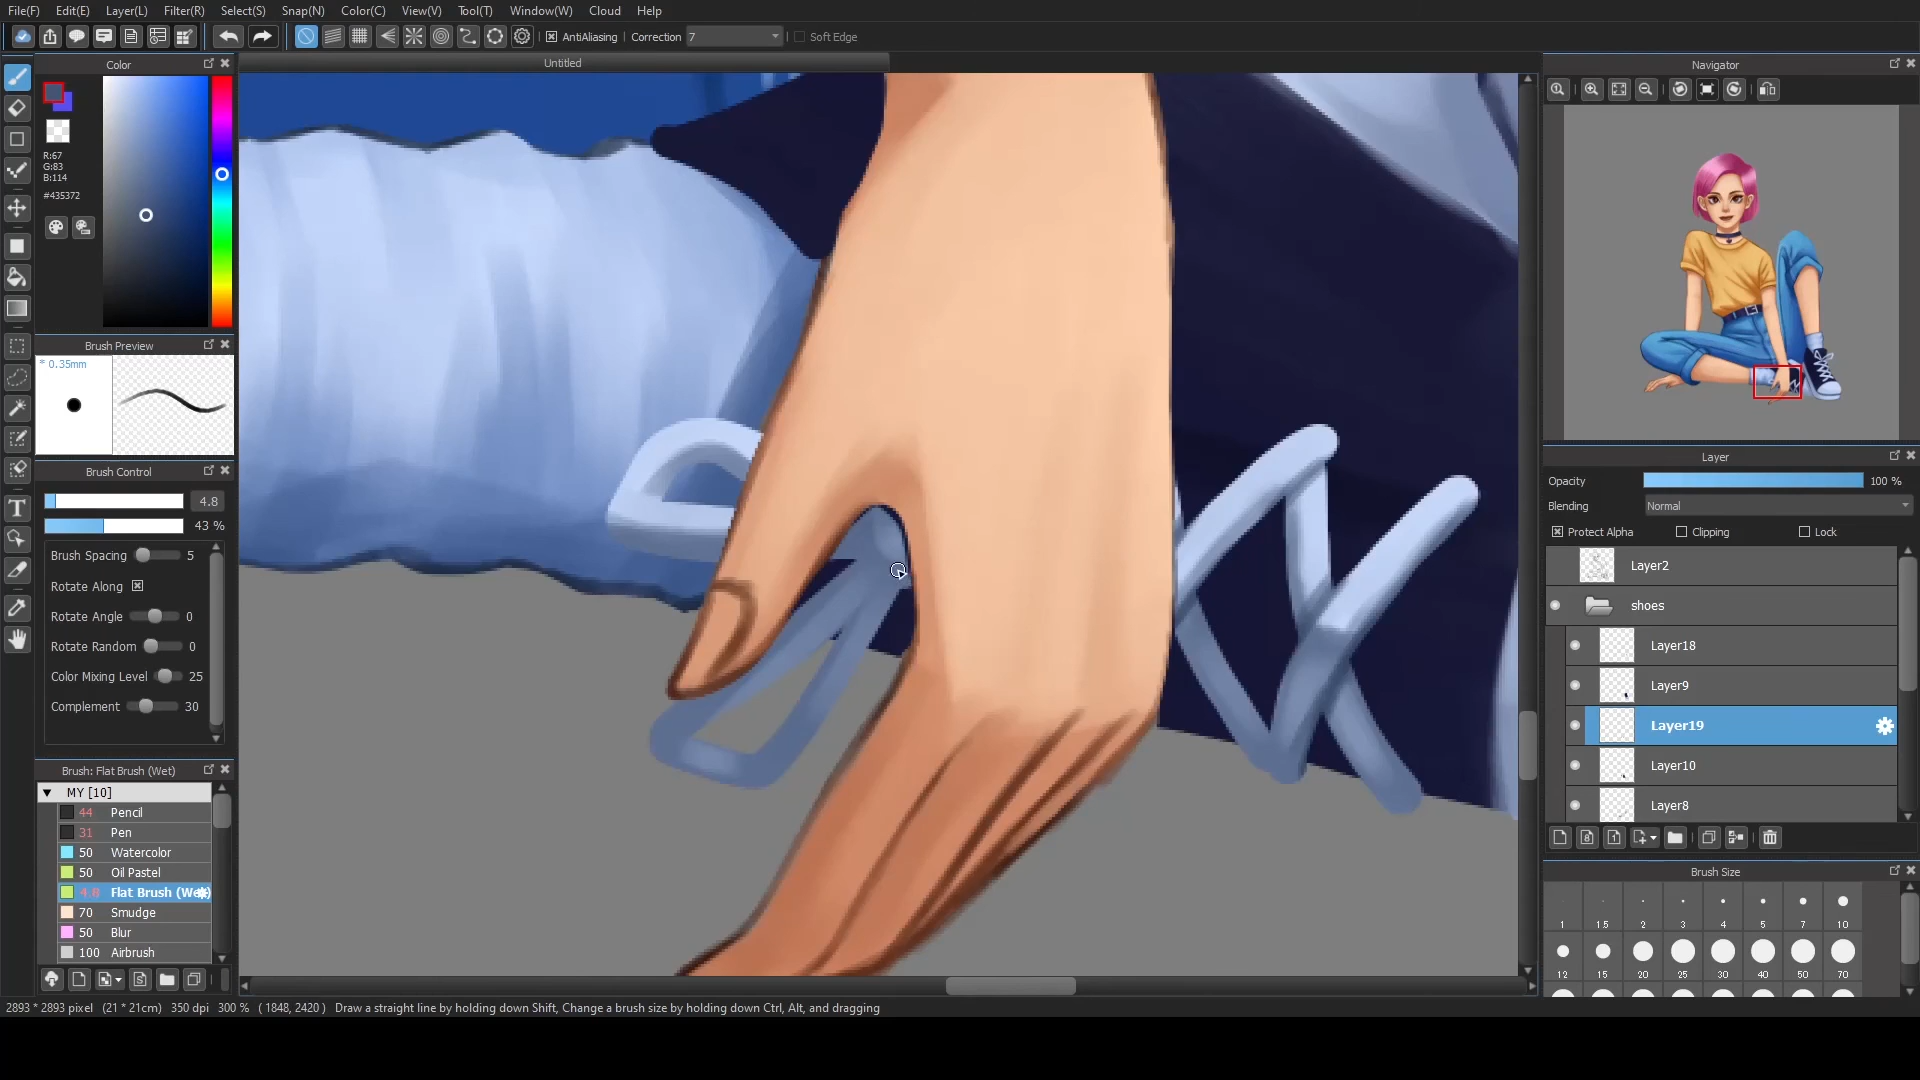 File(F) Edit(E) Layer(L) Filter(R) Select(S) Snap(N) Color(C) View(V) Tool(T) Window(W) Cloud Help
AntiAliasing Correction 7 Soft Edge
Color
Untitled
Navigator
R:67
G:83
B:114
#435372
Brush Preview
* 0.35mm
Brush Control
4.8
43 %
Brush Spacing 5
Rotate Along
Rotate Angle 0
Rotate Random 0
Color Mixing Level 25
Complement 30
Brush: Flat Brush (Wet)
MY [10]
44 Pencil
31 Pen
50 Watercolor
50 Oil Pastel
4.8 Flat Brush (Wet)
70 Smudge
50 Blur
100 Airbrush
Layer
Opacity 100 %
Blending Normal
Protect Alpha Clipping Lock
Layer2
shoes
Layer18
Layer9
Layer19
Layer10
Layer8
Brush Size
1 1.5 2 3 4 5 7 10
12 15 20 25 30 40 50 70
2893 * 2893 pixel (21 * 21cm) 350 dpi 300 % ( 1848, 2420 ) Draw a straight line by holding down Shift, Change a brush size by holding down Ctrl, Alt, and dragging